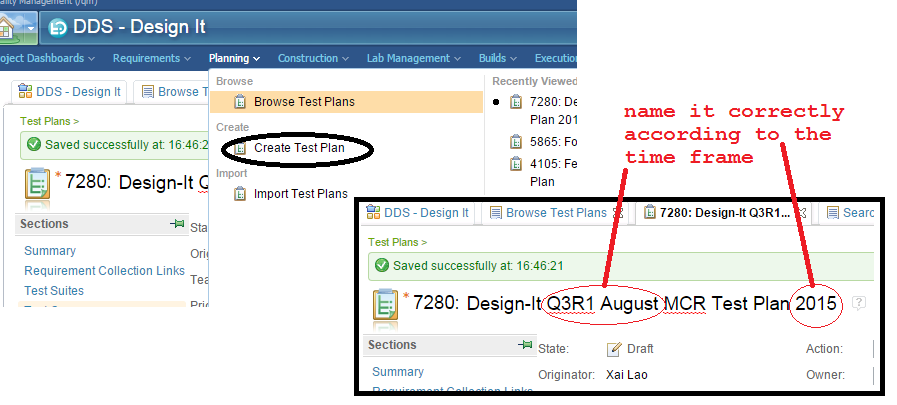 ality Management (/qm)
DDS - Design It
oject Dashboards Requirements Planning Construction Lab Management Builds Execution
Browse
Browse Test Plans
Create
Create Test Plan
Import
Import Test Plans
Recently Viewed
7280: De
Plan 201
5865: Fo
4105: Fe
Plan
DDS - Design It Browse T
Test Plans >
Saved successfully at: 16:46:2
* 7280: Design-It Q
Sections
Summary
Requirement Collection Links
Test Suites
Sta
Orig
Tea
name it correctly
according to the
time frame
DDS - Design It Browse Test Plans 7280: Design-It Q3R1... Searc
Test Plans >
Saved successfully at: 16:46:21
* 7280: Design-It Q3R1 August MCR Test Plan 2015 ?
Sections
Summary
Requirement Collection Links
State: Draft Action:
Originator: Xai Lao Owner: